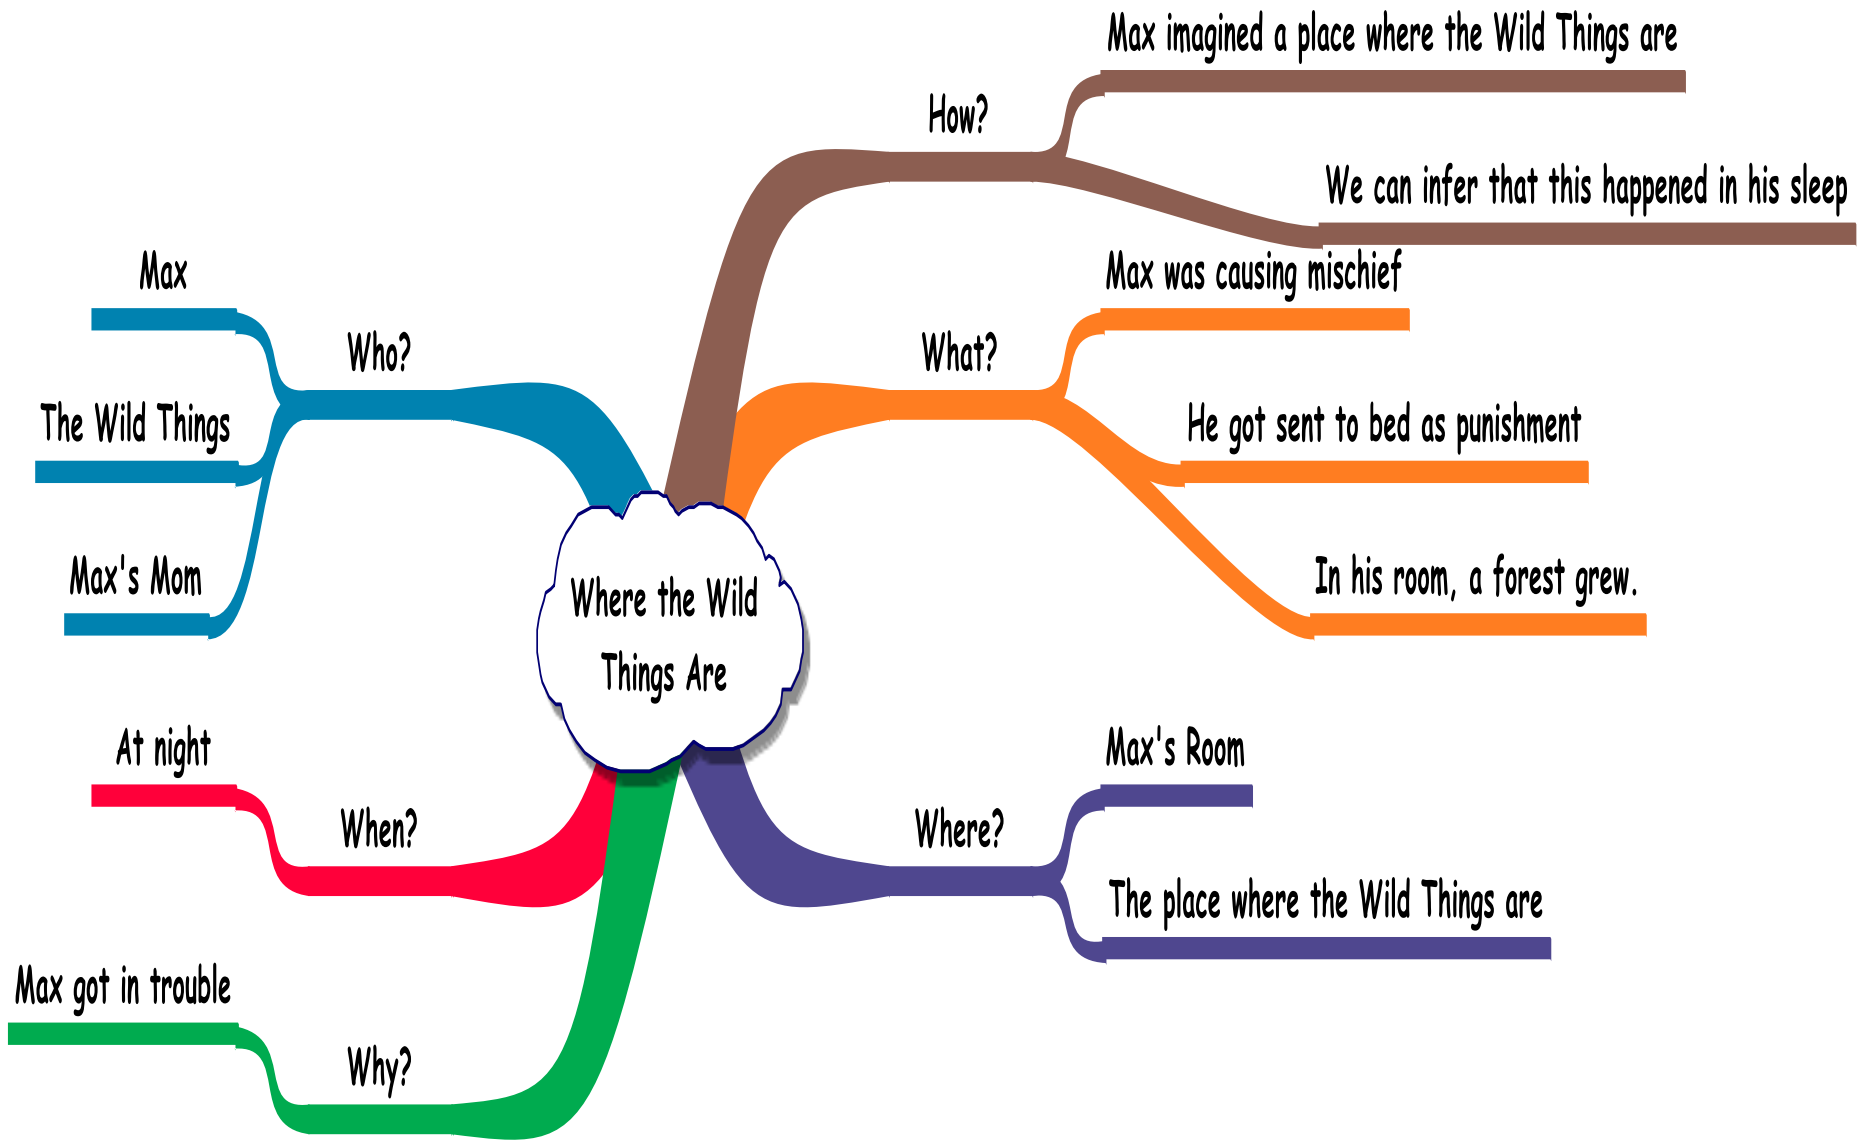 Where the Wild
Things Are
How?
Max imagined a place where the Wild Things are
We can infer that this happened in his sleep
What?
Max was causing mischief
He got sent to bed as punishment
In his room, a forest grew.
Where?
Max's Room
The place where the Wild Things are
Who?
Max
The Wild Things
Max's Mom
When?
At night
Why?
Max got in trouble